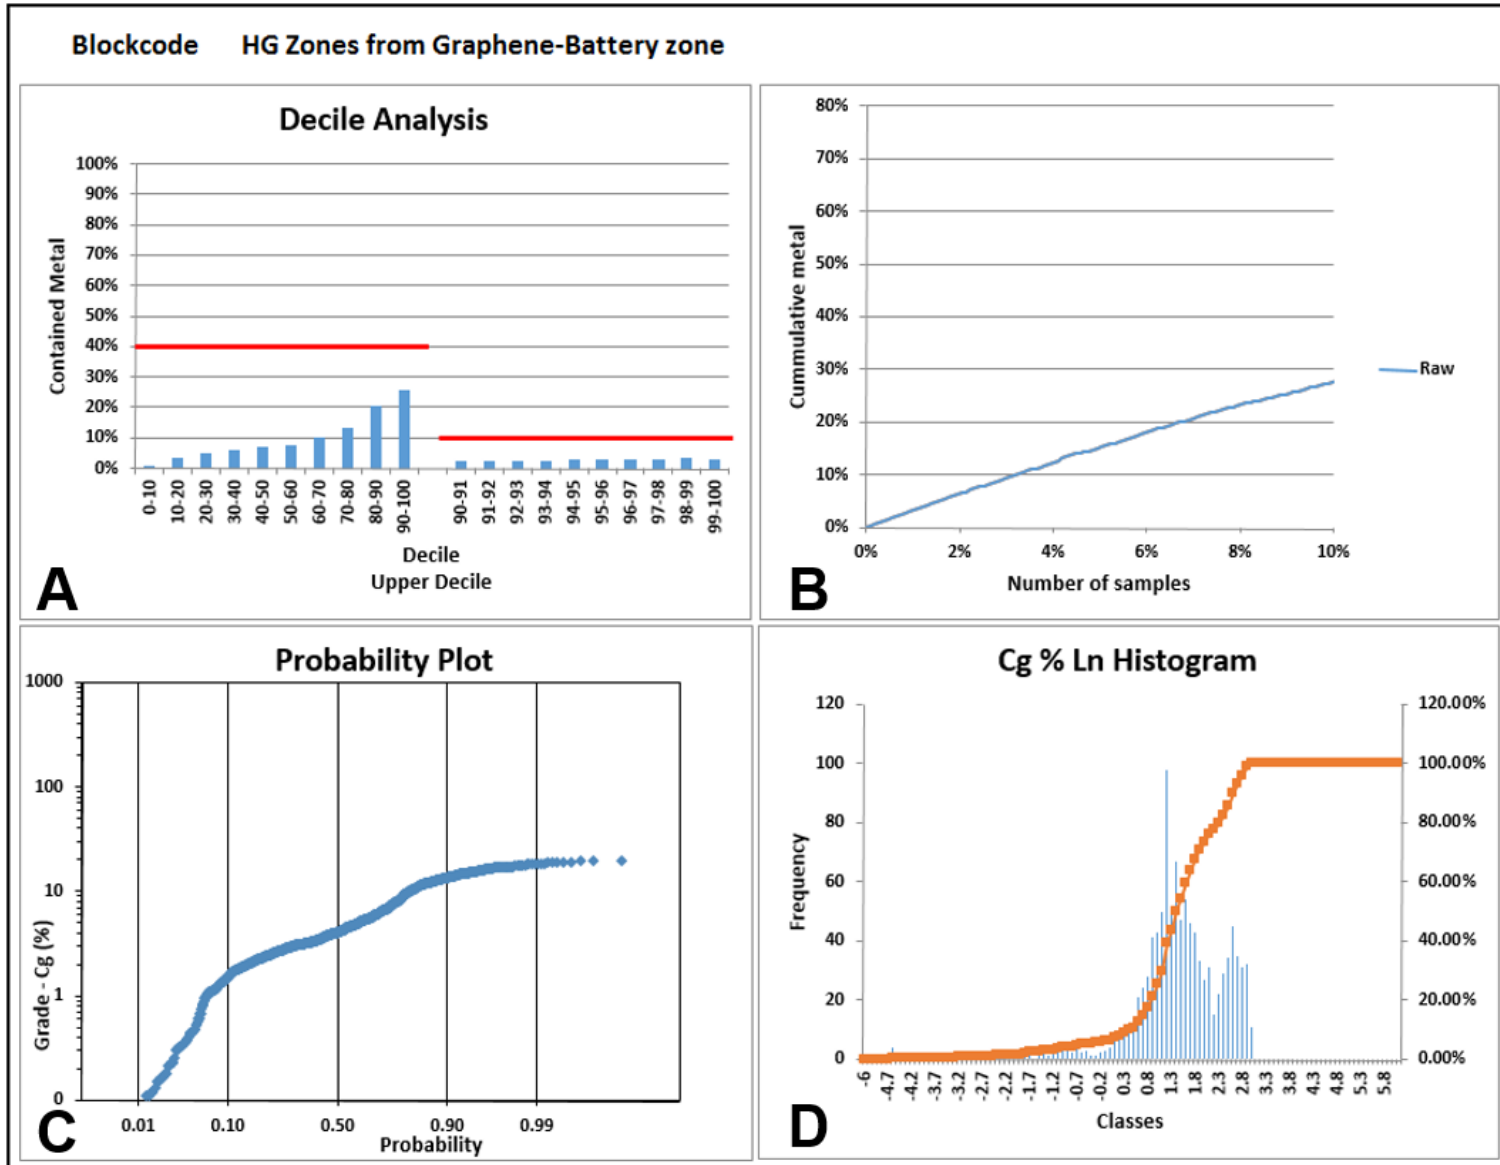 Blockcode HG Zones from Graphene-Battery zone
Decile Analysis
Contained Metal
100%
90%
80%
70%
60%
50%
40%
30%
20%
10%
0%
0-10 10-20 20-30 30-40 40-50 50-60 60-70 70-80 80-90 90-100 90-91 91-92 92-93 93-94 94-95 95-96 96-97 97-98 98-99 99-100
Decile
Upper Decile
A
Cummulative metal
80%
70%
60%
50%
40%
30%
20%
10%
0%
0% 2% 4% 6% 8% 10%
Number of samples
Raw
B
Probability Plot
Grade - Cg (%)
1000
100
10
1
0
0.01 0.10 0.50 0.90 0.99
Probability
C
Cg % Ln Histogram
Frequency
120 120.00%
100 100.00%
80 80.00%
60 60.00%
40 40.00%
20 20.00%
0 0.00%
-6 -4.7 -4.2 -3.7 -3.2 -2.7 -2.2 -1.7 -1.2 -0.7 -0.2 0.3 0.8 1.3 1.8 2.3 2.8 3.3 3.8 4.3 4.8 5.3 5.8
Classes
D